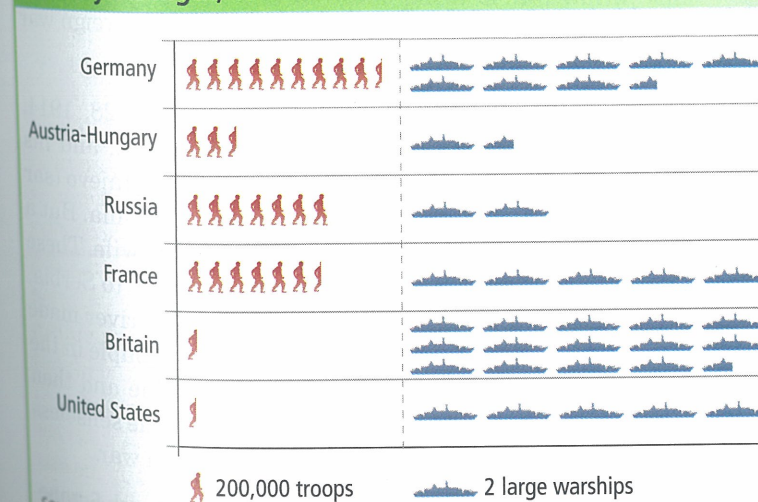 Germany
Austria-Hungary
Russia
France
Britain
United States
200,000 troops
2 large warships